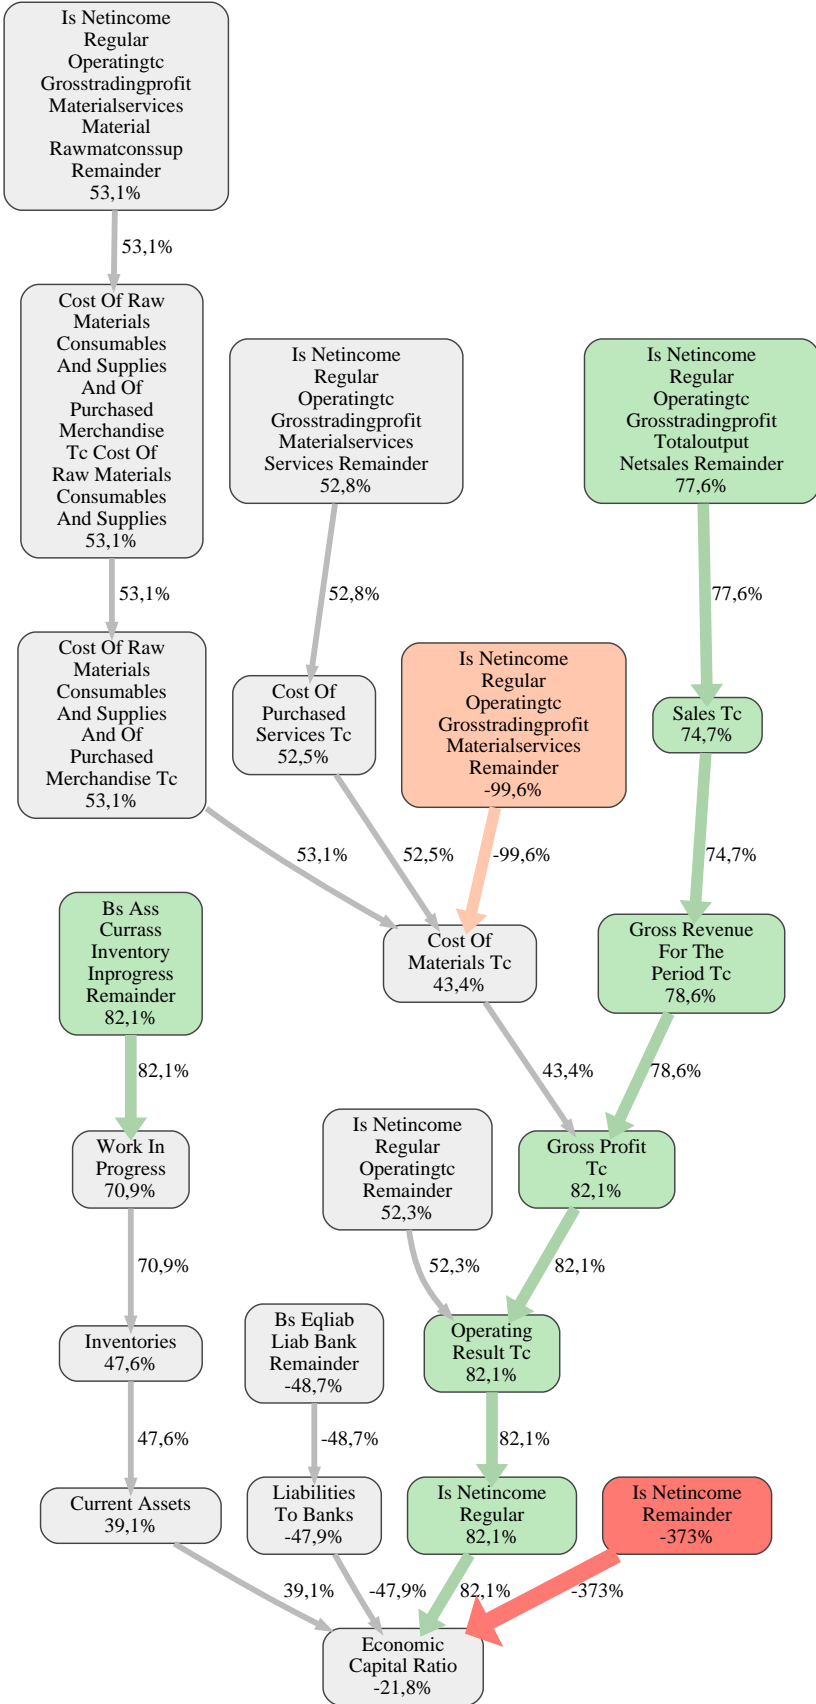 Is Netincome
Regular
Operatingtc
Grosstradingprofit
Materialservices
Material
Rawmatconssup
Remainder
53,1%
53,1%
Cost Of Raw
Materials
Consumables
And Supplies
And Of
Purchased
Merchandise
Tc Cost Of
Raw Materials
Consumables
And Supplies
53,1%
Is Netincome
Regular
Operatingtc
Grosstradingprofit
Materialservices
Services Remainder
52,8%
Is Netincome
Regular
Operatingtc
Grosstradingprofit
Totaloutput
Netsales Remainder
77,6%
53,1%
52,8%
77,6%
Cost Of Raw
Materials
Consumables
And Supplies
And Of
Purchased
Merchandise Tc
53,1%
Cost Of
Purchased
Services Tc
52,5%
Is Netincome
Regular
Operatingtc
Grosstradingprofit
Materialservices
Remainder
-99,6%
Sales Tc
74,7%
53,1%
52,5%
-99,6%
74,7%
Bs Ass
Currass
Inventory
Inprogress
Remainder
82,1%
Cost Of
Materials Tc
43,4%
Gross Revenue
For The
Period Tc
78,6%
82,1%
43,4%
78,6%
Work In
Progress
70,9%
Is Netincome
Regular
Operatingtc
Remainder
52,3%
Gross Profit
Tc
82,1%
70,9%
52,3%
82,1%
Inventories
47,6%
Bs Eqliab
Liab Bank
Remainder
-48,7%
Operating
Result Tc
82,1%
47,6%
-48,7%
82,1%
Current Assets
39,1%
Liabilities
To Banks
-47,9%
Is Netincome
Regular
82,1%
Is Netincome
Remainder
-373%
39,1%
-47,9%
82,1%
-373%
Economic
Capital Ratio
-21,8%